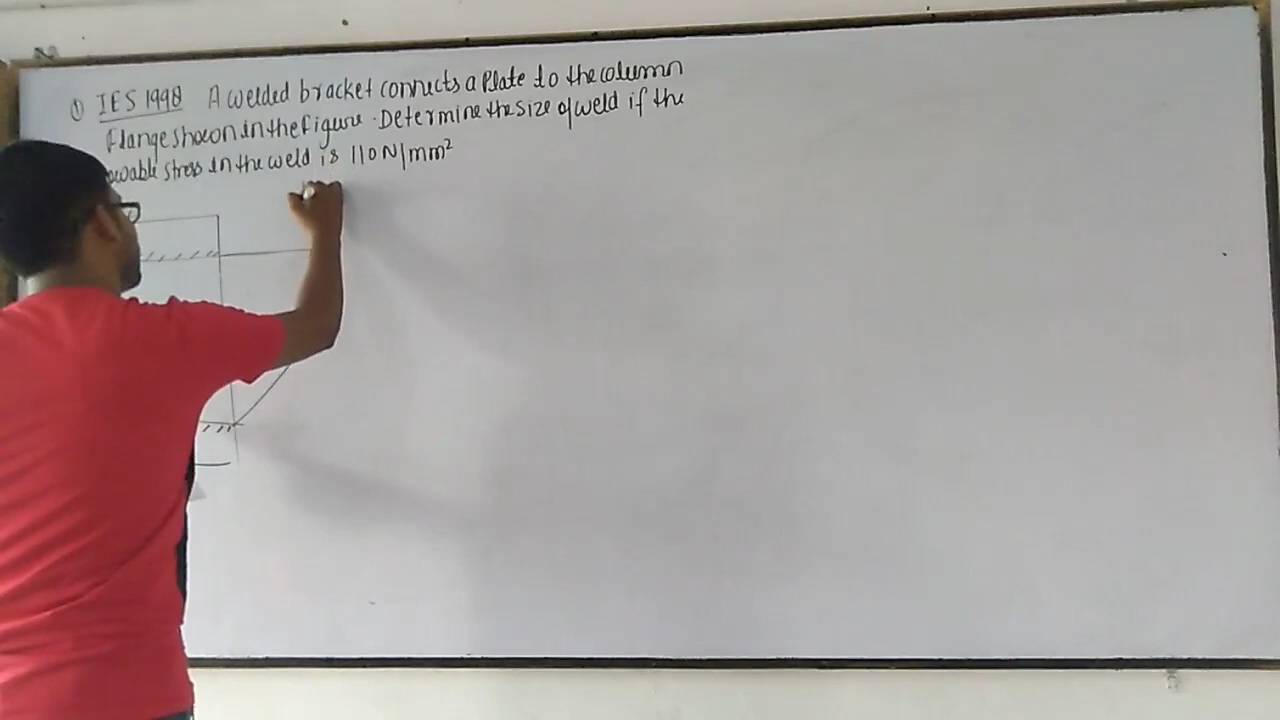 ① IES 1998 A welded bracket connects a Plate to the column
flange shown in the figure. Determine the size of weld if the
stress in the weld is 110 N/mm²